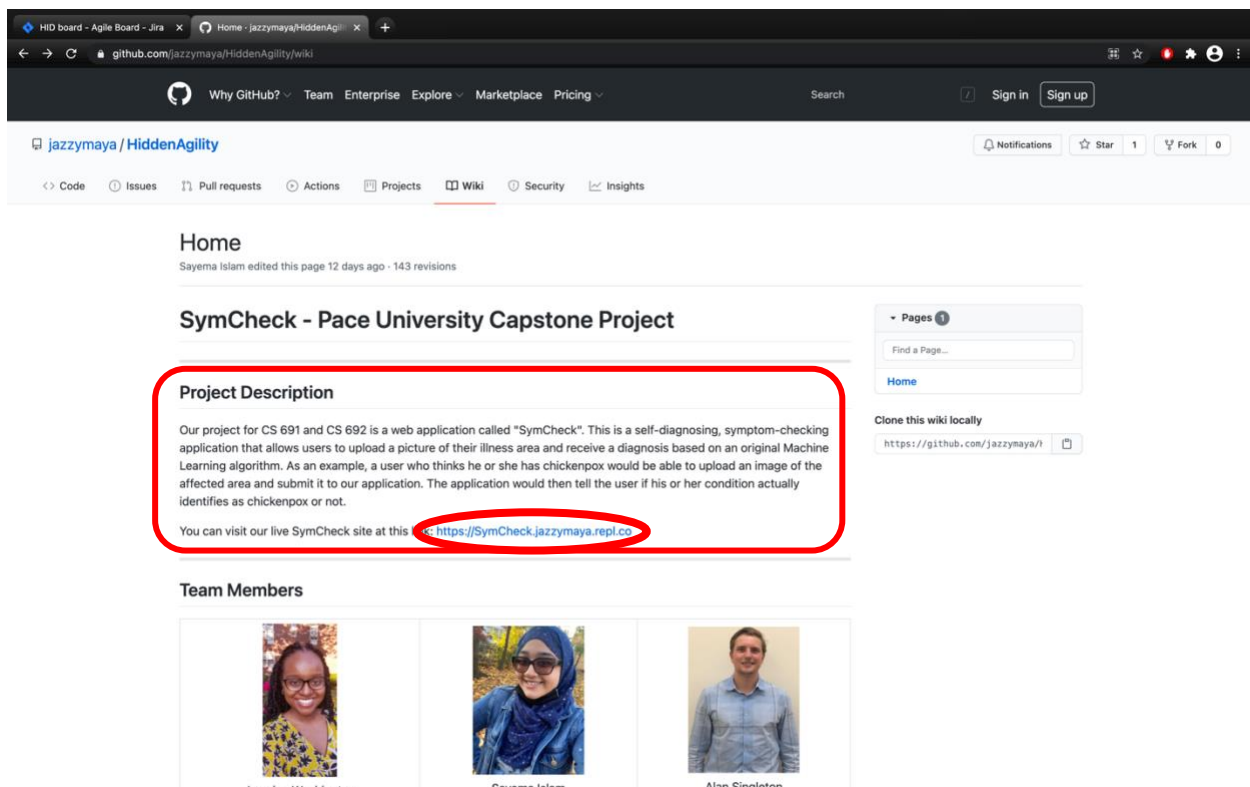 HID board - Agile Board - Jira
Home · jazzymaya/HiddenAgili
github.com/jazzymaya/HiddenAgility/wiki
Why GitHub? Team Enterprise Explore Marketplace Pricing Search / Sign in Sign up
jazzymaya / HiddenAgility Notifications Star 1 Fork 0
Code Issues Pull requests Actions Projects Wiki Security Insights
Home
Sayema Islam edited this page 12 days ago · 143 revisions
SymCheck - Pace University Capstone Project
Pages 1
Find a Page...
Home
Clone this wiki locally
https://github.com/jazzymaya/H
Project Description
Our project for CS 691 and CS 692 is a web application called "SymCheck". This is a self-diagnosing, symptom-checking
application that allows users to upload a picture of their illness area and receive a diagnosis based on an original Machine
Learning algorithm. As an example, a user who thinks he or she has chickenpox would be able to upload an image of the
affected area and submit it to our application. The application would then tell the user if his or her condition actually
identifies as chickenpox or not.
You can visit our live SymCheck site at this https://SymCheck.jazzymaya.repl.co
Team Members
Alan Singleton